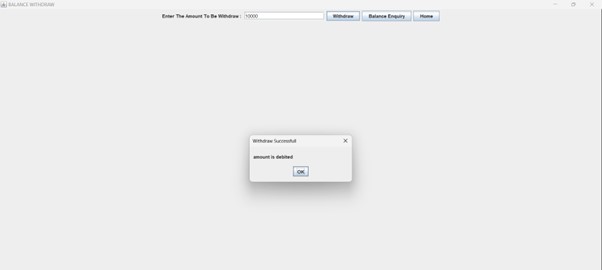 BALANCE WITHDRAW
Enter The Amount To Be Withdraw : 10000 Withdraw Balance Enquiry Home
Withdraw Successfull
amount is debited
OK